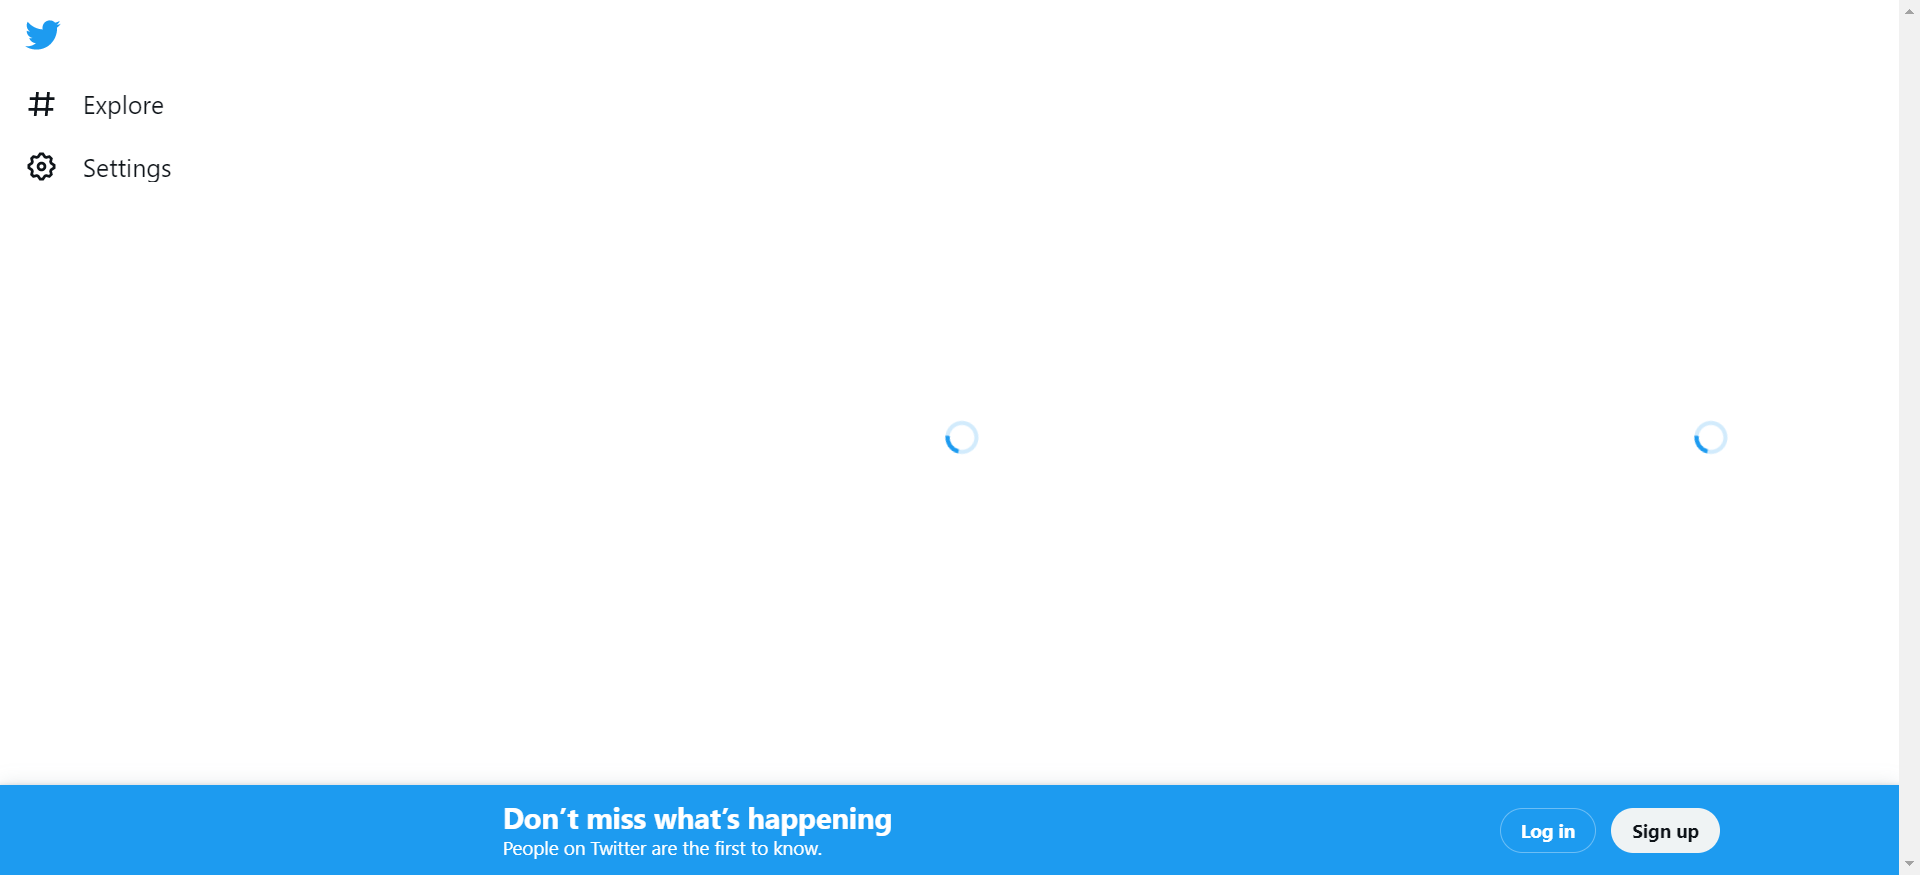 Explore
Settings
Don’t miss what’s happening
People on Twitter are the first to know.
Log in
Sign up